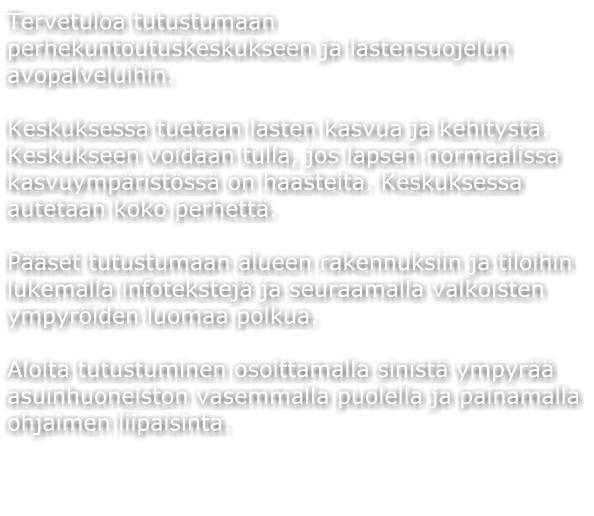 Tervetuloa tutustumaan
perhekuntoutuskeskukseen ja lastensuojelun
avopalveluihin.
Keskuksessa tuetaan lasten kasvua ja kehitystä.
Keskukseen voidaan tulla, jos lapsen normaalissa
kasvuympäristössä on haasteita. Keskuksessa
autetaan koko perhettä.
Pääset tutustumaan alueen rakennuksiin ja tiloihin
lukemalla infotekstejä ja seuraamalla valkoisten
ympyröiden luomaa polkua.
Aloita tutustuminen osoittamalla sinistä ympyrää
asuinhuoneiston vasemmalla puolella ja painamalla
ohjaimen liipaisinta.